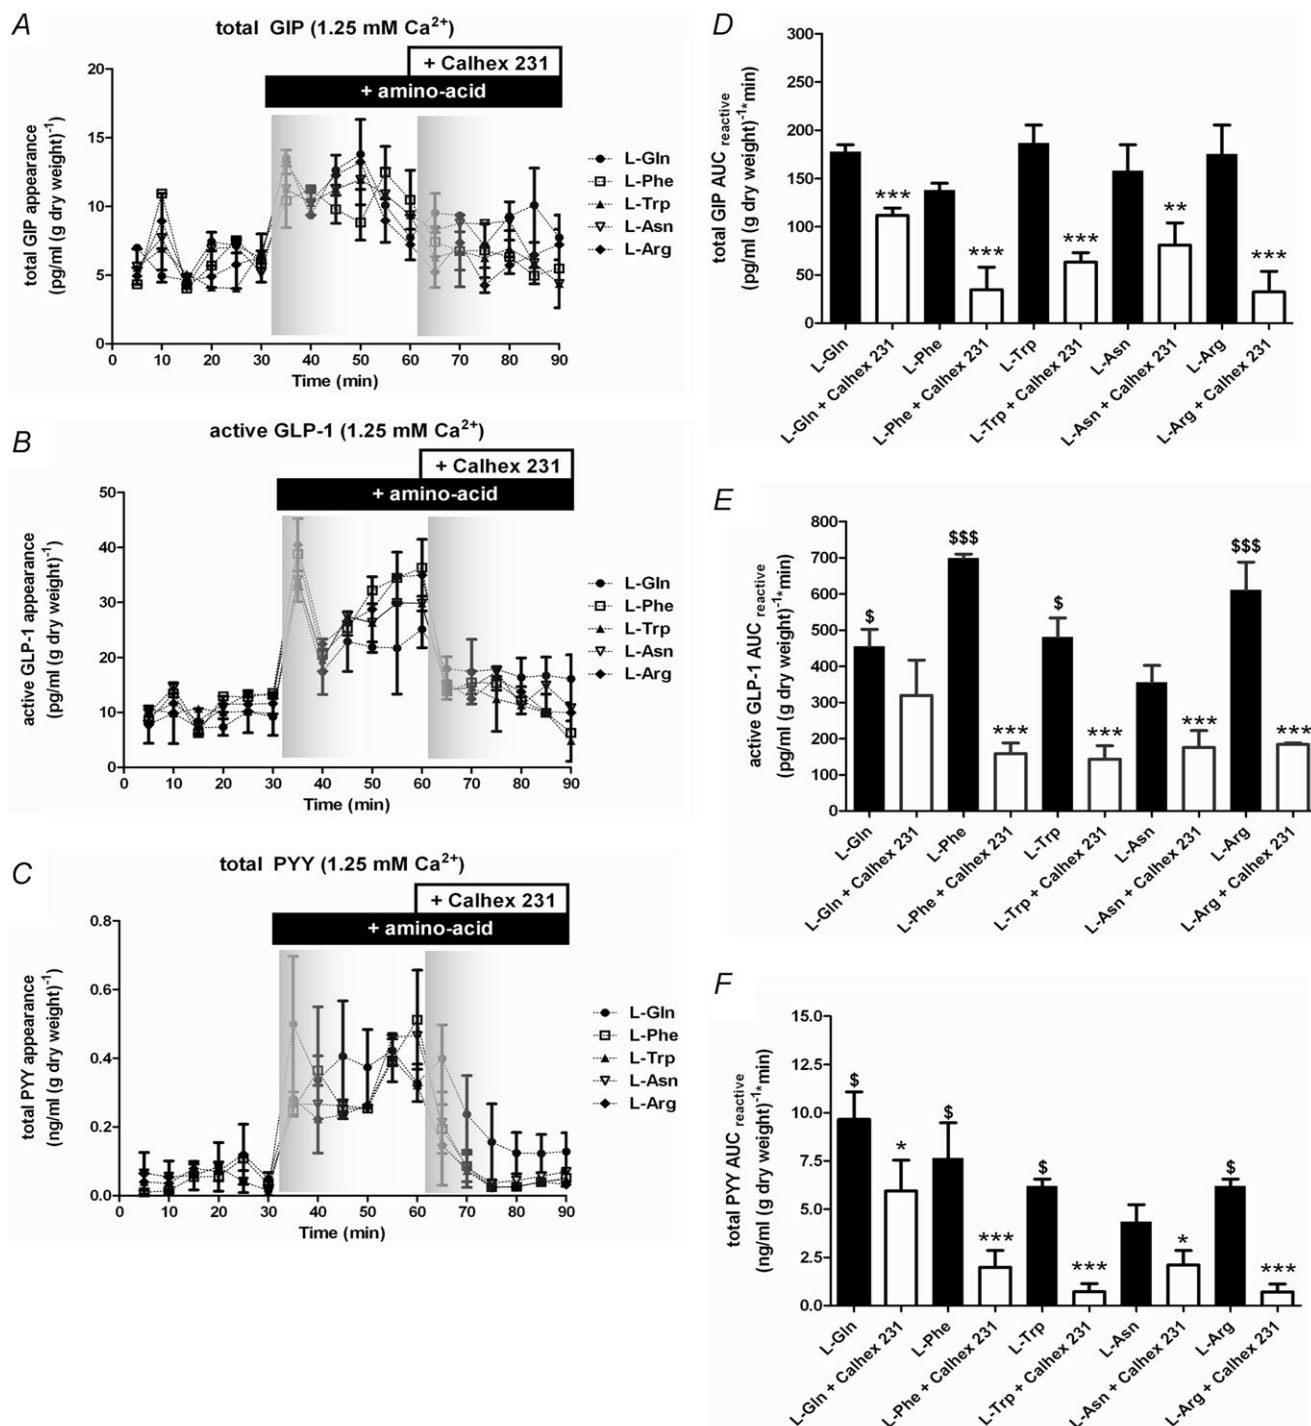 A
total GIP (1.25 mM Ca²⁺)
+ Calhex 231
+ amino-acid
total GIP appearance
(pg/ml (g dry weight)⁻¹)
20
15
10
5
0
0 10 20 30 40 50 60 70 80 90
Time (min)
L-Gln
L-Phe
L-Trp
L-Asn
L-Arg
B
active GLP-1 (1.25 mM Ca²⁺)
+ Calhex 231
+ amino-acid
active GLP-1 appearance
(pg/ml (g dry weight)⁻¹)
50
40
30
20
10
0
0 10 20 30 40 50 60 70 80 90
Time (min)
L-Gln
L-Phe
L-Trp
L-Asn
L-Arg
C
total PYY (1.25 mM Ca²⁺)
+ Calhex 231
+ amino-acid
total PYY appearance
(ng/ml (g dry weight)⁻¹)
0.8
0.6
0.4
0.2
0.0
0 10 20 30 40 50 60 70 80 90
Time (min)
L-Gln
L-Phe
L-Trp
L-Asn
L-Arg
D
total GIP AUC reactive
(pg/ml (g dry weight)⁻¹*min)
300
250
200
150
100
50
0
*** *** *** ** ***
L-Gln
L-Gln + Calhex 231
L-Phe
L-Phe + Calhex 231
L-Trp
L-Trp + Calhex 231
L-Asn
L-Asn + Calhex 231
L-Arg
L-Arg + Calhex 231
E
active GLP-1 AUC reactive
(pg/ml (g dry weight)⁻¹*min)
800
700
600
500
400
300
200
100
0
$ $$$ *** $ *** *** $$$ ***
L-Gln
L-Gln + Calhex 231
L-Phe
L-Phe + Calhex 231
L-Trp
L-Trp + Calhex 231
L-Asn
L-Asn + Calhex 231
L-Arg
L-Arg + Calhex 231
F
total PYY AUC reactive
(ng/ml (g dry weight)⁻¹*min)
15.0
12.5
10.0
7.5
5.0
2.5
0.0
$ * $ *** $ *** * $ ***
L-Gln
L-Gln + Calhex 231
L-Phe
L-Phe + Calhex 231
L-Trp
L-Trp + Calhex 231
L-Asn
L-Asn + Calhex 231
L-Arg
L-Arg + Calhex 231